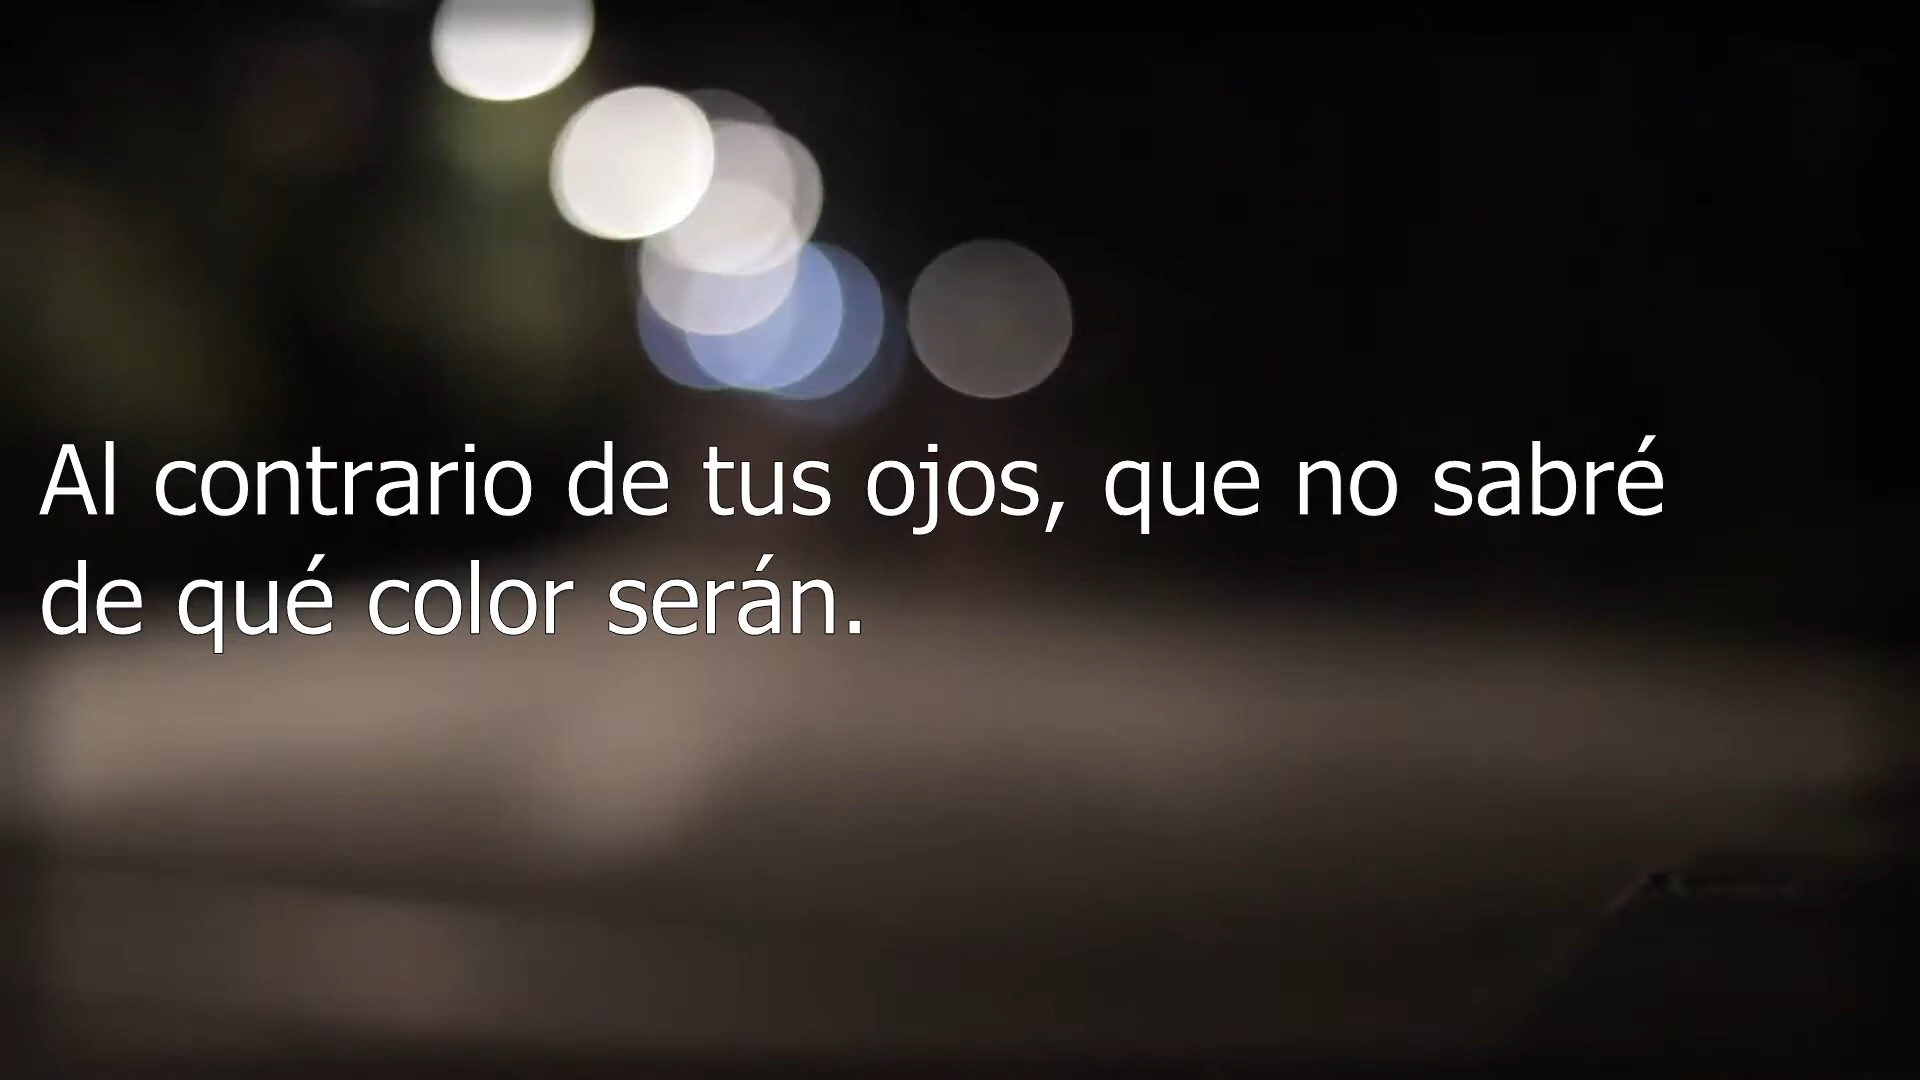 Al contrario de tus ojos, que no sabré
de qué color serán.